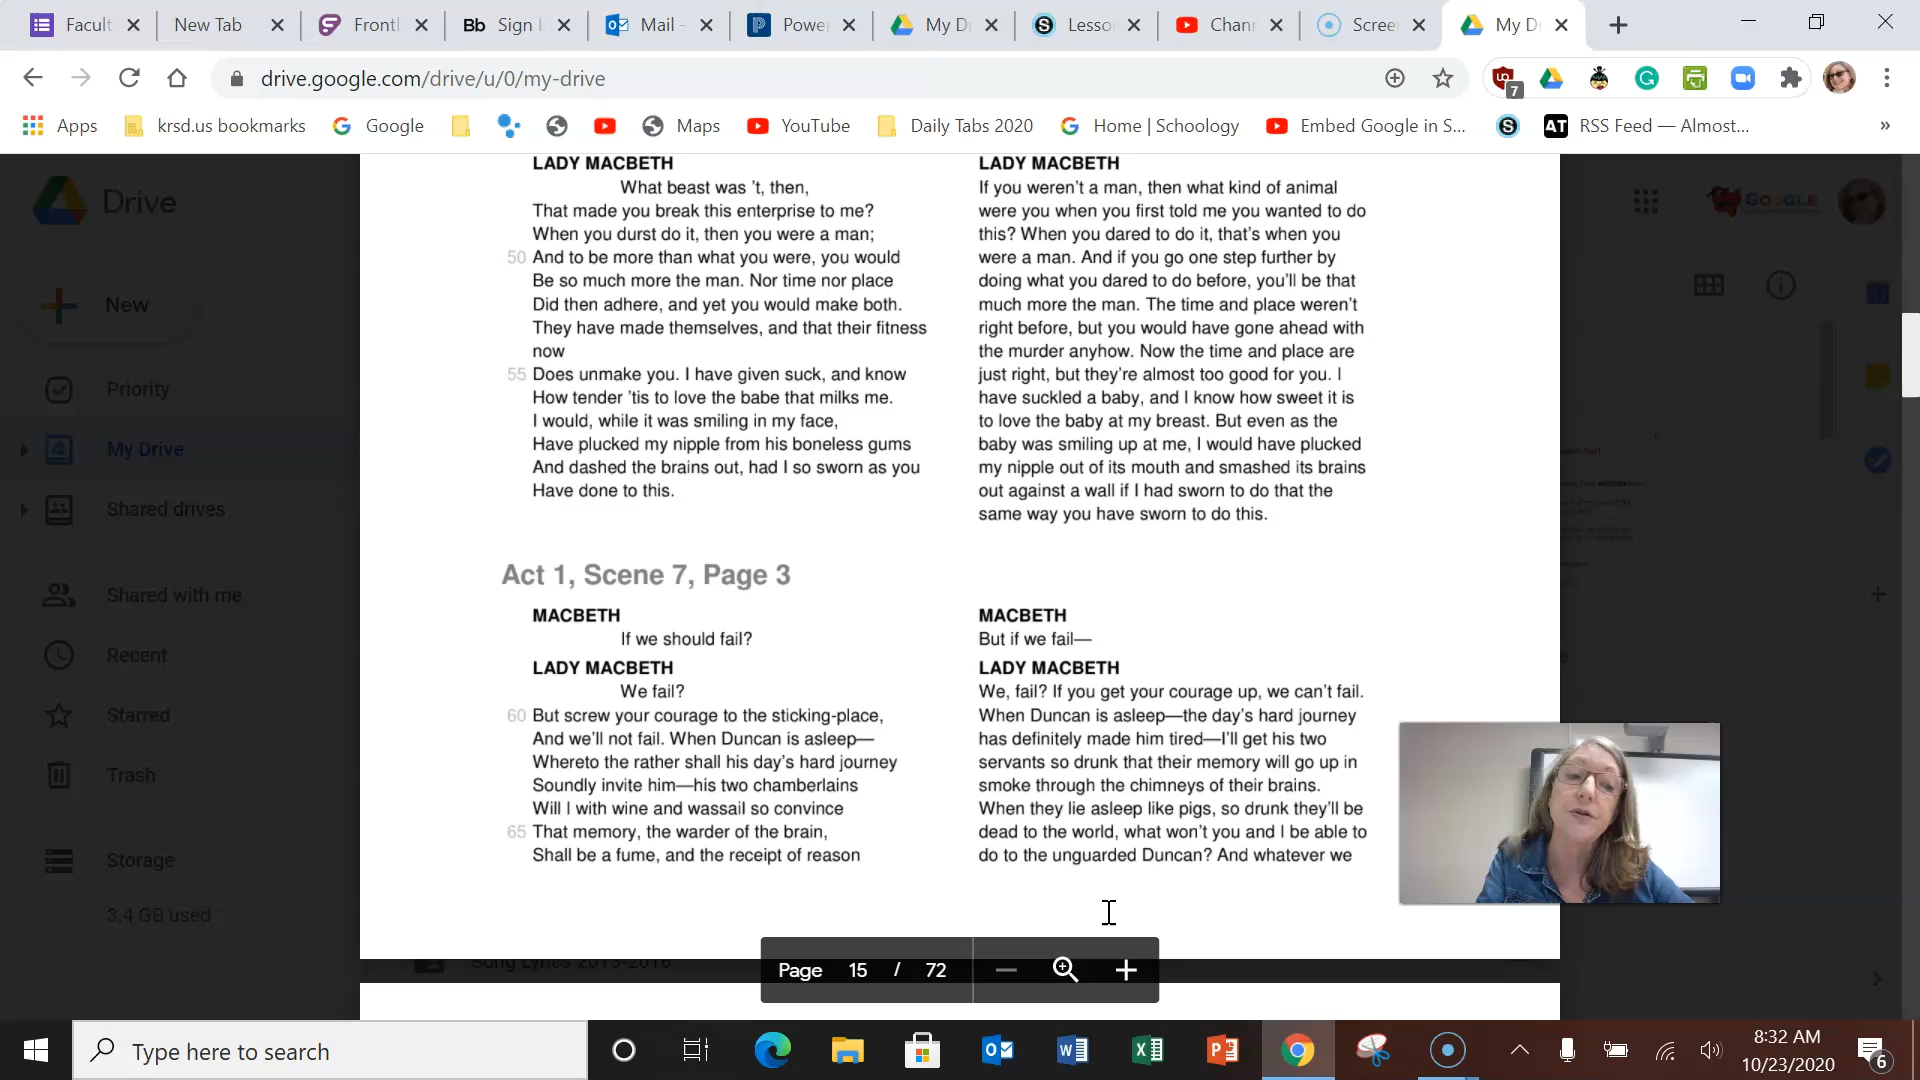 Facult
New Tab
Frontl
Bb Sign I
Mail -
Power
My Dr
Lesso
Chann
Scree
My Dr
drive.google.com/drive/u/0/my-drive
7
Apps
krsd.us bookmarks
Google
Maps
YouTube
Daily Tabs 2020
Home | Schoology
Embed Google in S...
AT RSS Feed — Almost...
»
Drive
New
Priority
My Drive
Shared drives
Shared with me
Recent
Starred
Trash
Storage
3.4 GB used
LADY MACBETH
What beast was 't, then,
That made you break this enterprise to me?
When you durst do it, then you were a man;
50 And to be more than what you were, you would
Be so much more the man. Nor time nor place
Did then adhere, and yet you would make both.
They have made themselves, and that their fitness
now
55 Does unmake you. I have given suck, and know
How tender 'tis to love the babe that milks me.
I would, while it was smiling in my face,
Have plucked my nipple from his boneless gums
And dashed the brains out, had I so sworn as you
Have done to this.
LADY MACBETH
If you weren't a man, then what kind of animal
were you when you first told me you wanted to do
this? When you dared to do it, that's when you
were a man. And if you go one step further by
doing what you dared to do before, you'll be that
much more the man. The time and place weren't
right before, but you would have gone ahead with
the murder anyhow. Now the time and place are
just right, but they're almost too good for you. I
have suckled a baby, and I know how sweet it is
to love the baby at my breast. But even as the
baby was smiling up at me, I would have plucked
my nipple out of its mouth and smashed its brains
out against a wall if I had sworn to do that the
same way you have sworn to do this.
Act 1, Scene 7, Page 3
MACBETH
If we should fail?
LADY MACBETH
We fail?
60 But screw your courage to the sticking-place,
And we'll not fail. When Duncan is asleep—
Whereto the rather shall his day's hard journey
Soundly invite him—his two chamberlains
Will I with wine and wassail so convince
65 That memory, the warder of the brain,
Shall be a fume, and the receipt of reason
MACBETH
But if we fail—
LADY MACBETH
We, fail? If you get your courage up, we can't fail.
When Duncan is asleep—the day's hard journey
has definitely made him tired—I'll get his two
servants so drunk that their memory will go up in
smoke through the chimneys of their brains.
When they lie asleep like pigs, so drunk they'll be
dead to the world, what won't you and I be able to
do to the unguarded Duncan? And whatever we
Google
Song Lyrics 2015-2016
Page 15 / 72
Type here to search
8:32 AM
10/23/2020
6